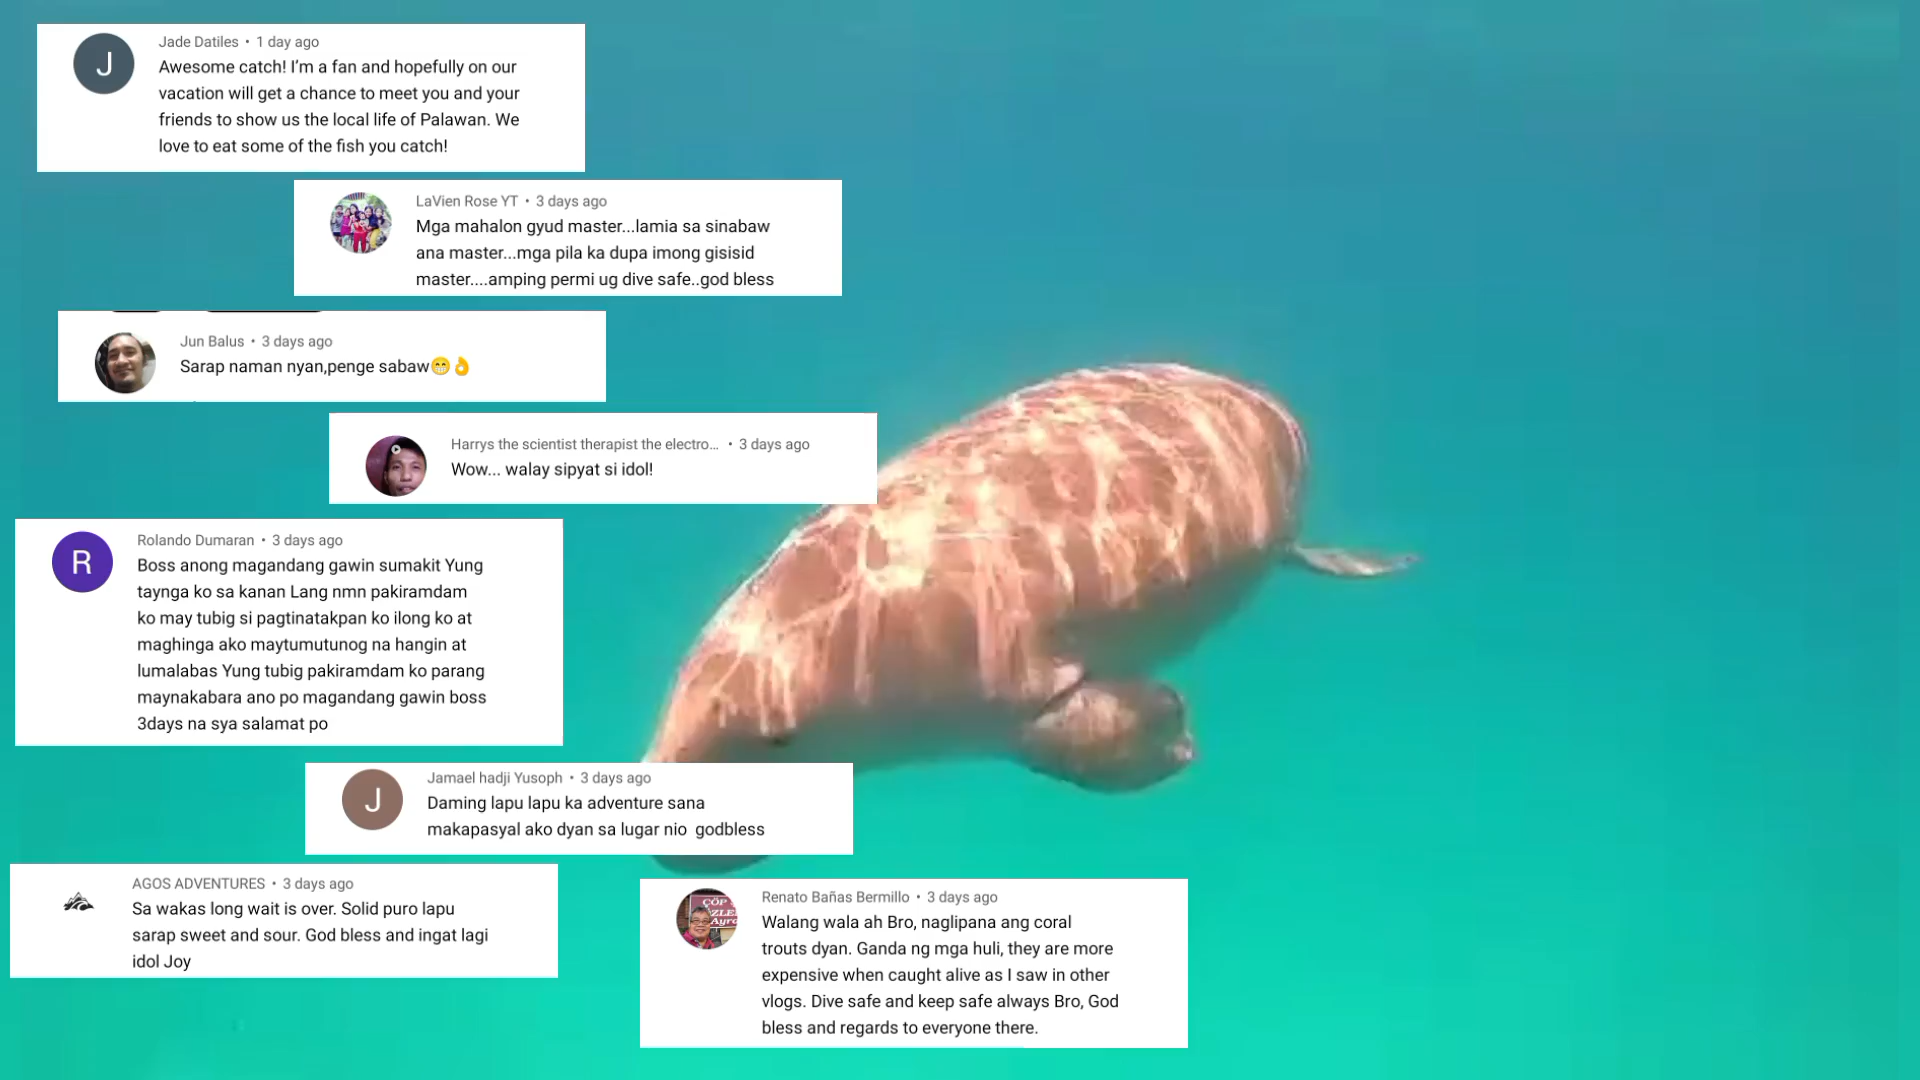 Jade Datiles • 1 day ago
Awesome catch! I’m a fan and hopefully on our
vacation will get a chance to meet you and your
friends to show us the local life of Palawan. We
love to eat some of the fish you catch!
LaVien Rose YT • 3 days ago
Mga mahalon gyud master...lamia sa sinabaw
ana master...mga pila ka dupa imong gisisid
master....amping permi ug dive safe..god bless
Jun Balus • 3 days ago
Sarap naman nyan,penge sabaw😁👌
Harrys the scientist therapist the electro... • 3 days ago
Wow... walay sipyat si idol!
R
Rolando Dumaran • 3 days ago
Boss anong magandang gawin sumakit Yung
taynga ko sa kanan Lang nmn pakiramdam
ko may tubig si pagtinatakpan ko ilong ko at
maghinga ako maytumutunog na hangin at
lumalabas Yung tubig pakiramdam ko parang
maynakabara ano po magandang gawin boss
3days na sya salamat po
J
Jamael hadji Yusoph • 3 days ago
Daming lapu lapu ka adventure sana
makapasyal ako dyan sa lugar nio godbless
AGOS ADVENTURES • 3 days ago
Sa wakas long wait is over. Solid puro lapu
sarap sweet and sour. God bless and ingat lagi
idol Joy
Renato Bañas Bermillo • 3 days ago
Walang wala ah Bro, naglipana ang coral
trouts dyan. Ganda ng mga huli, they are more
expensive when caught alive as I saw in other
vlogs. Dive safe and keep safe always Bro, God
bless and regards to everyone there.
J